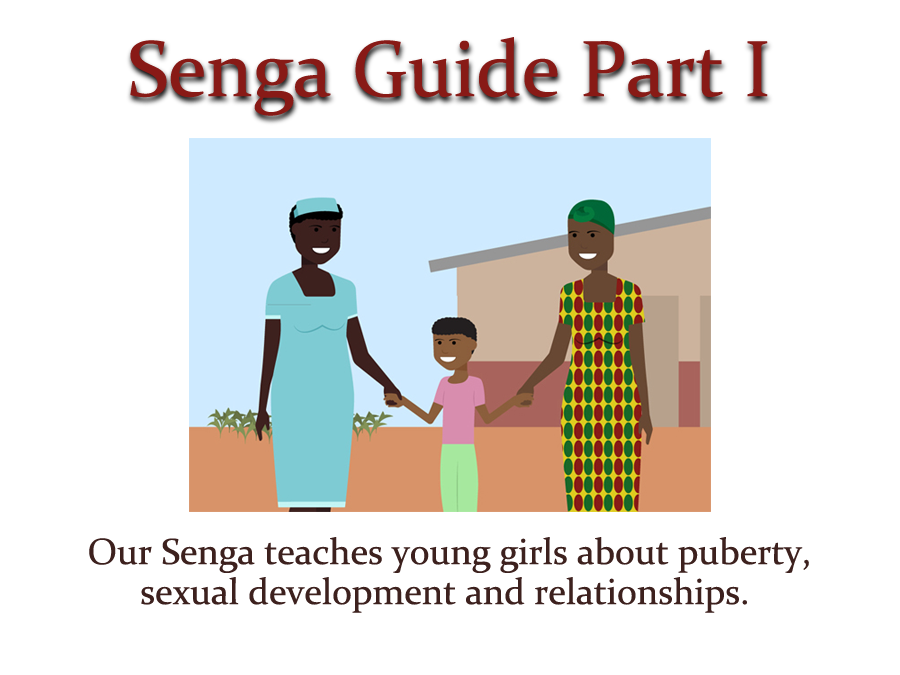 Senga Guide Part I
Our Senga teaches young girls about puberty,
sexual development and relationships.